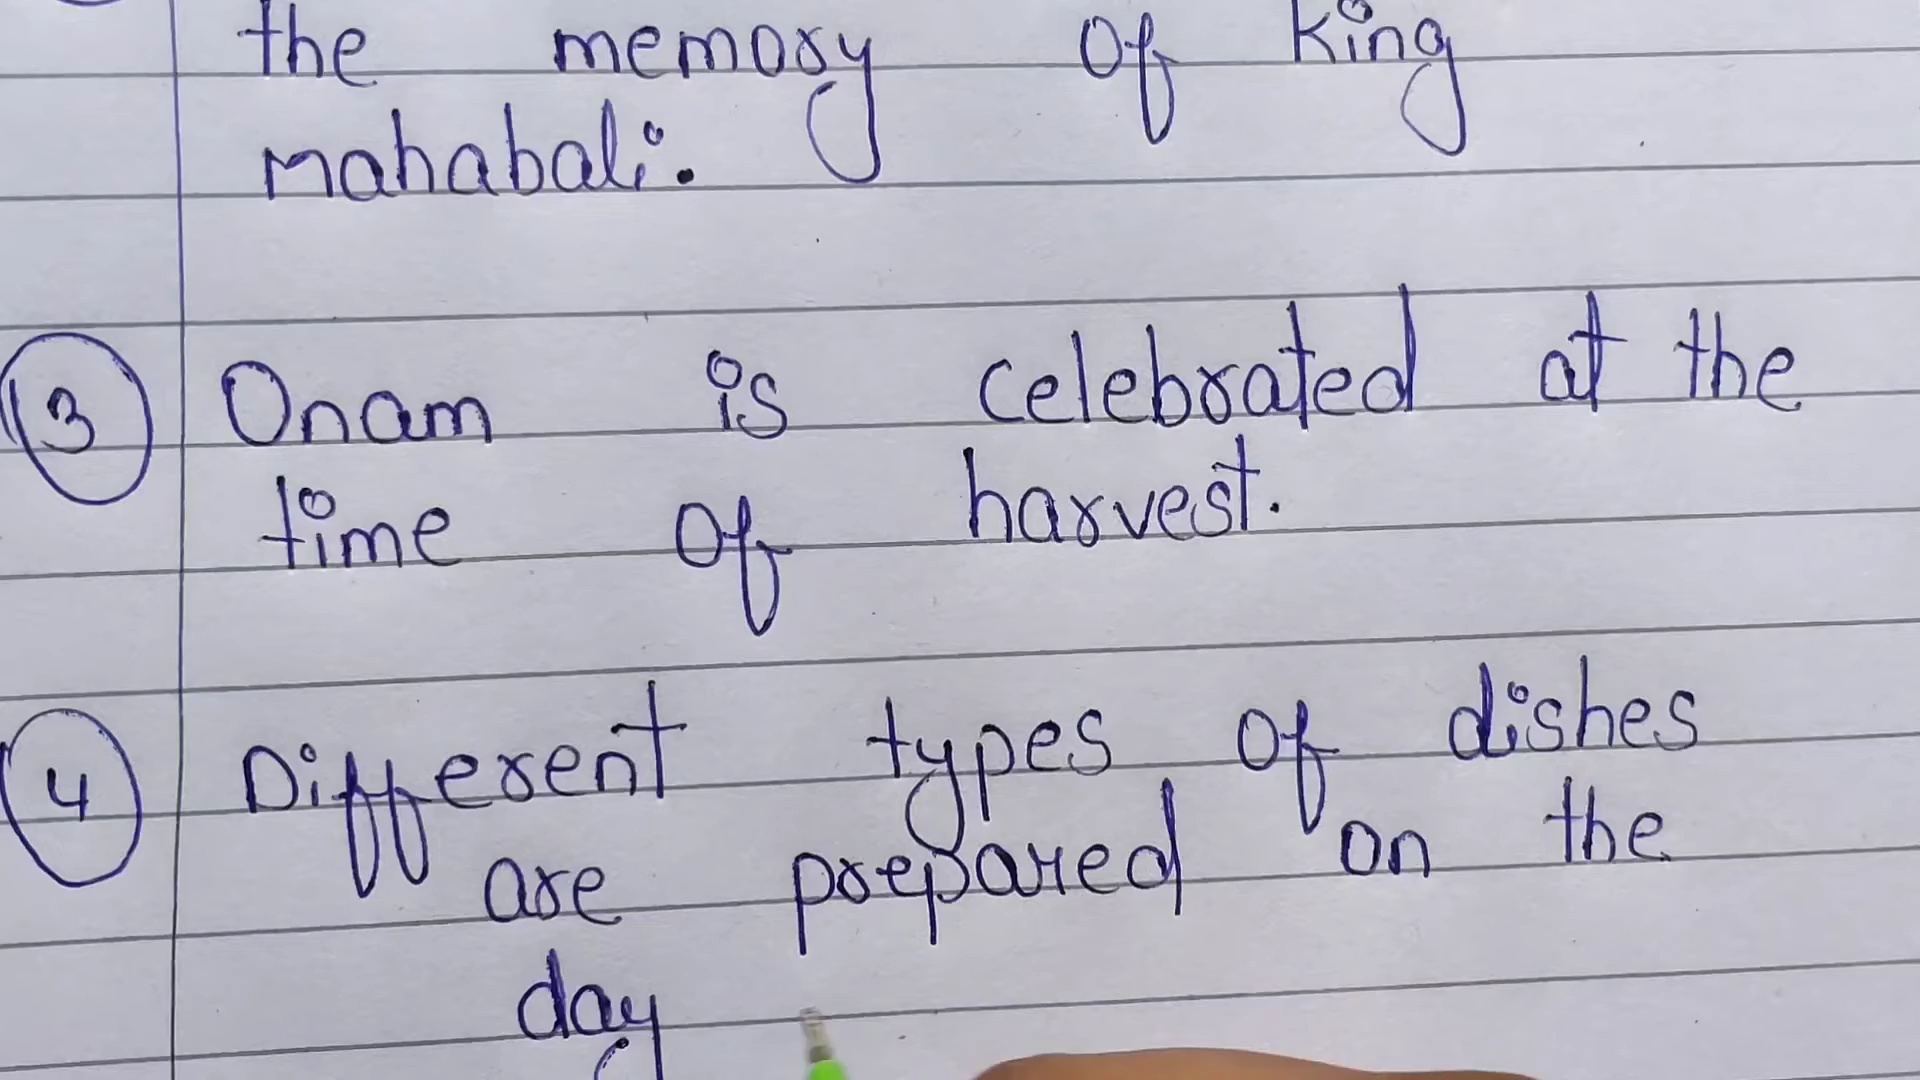 the memory of king
mahabali.
3 Onam is celebrated at the
time of harvest.
4 Different types of dishes
are prepared on the
day